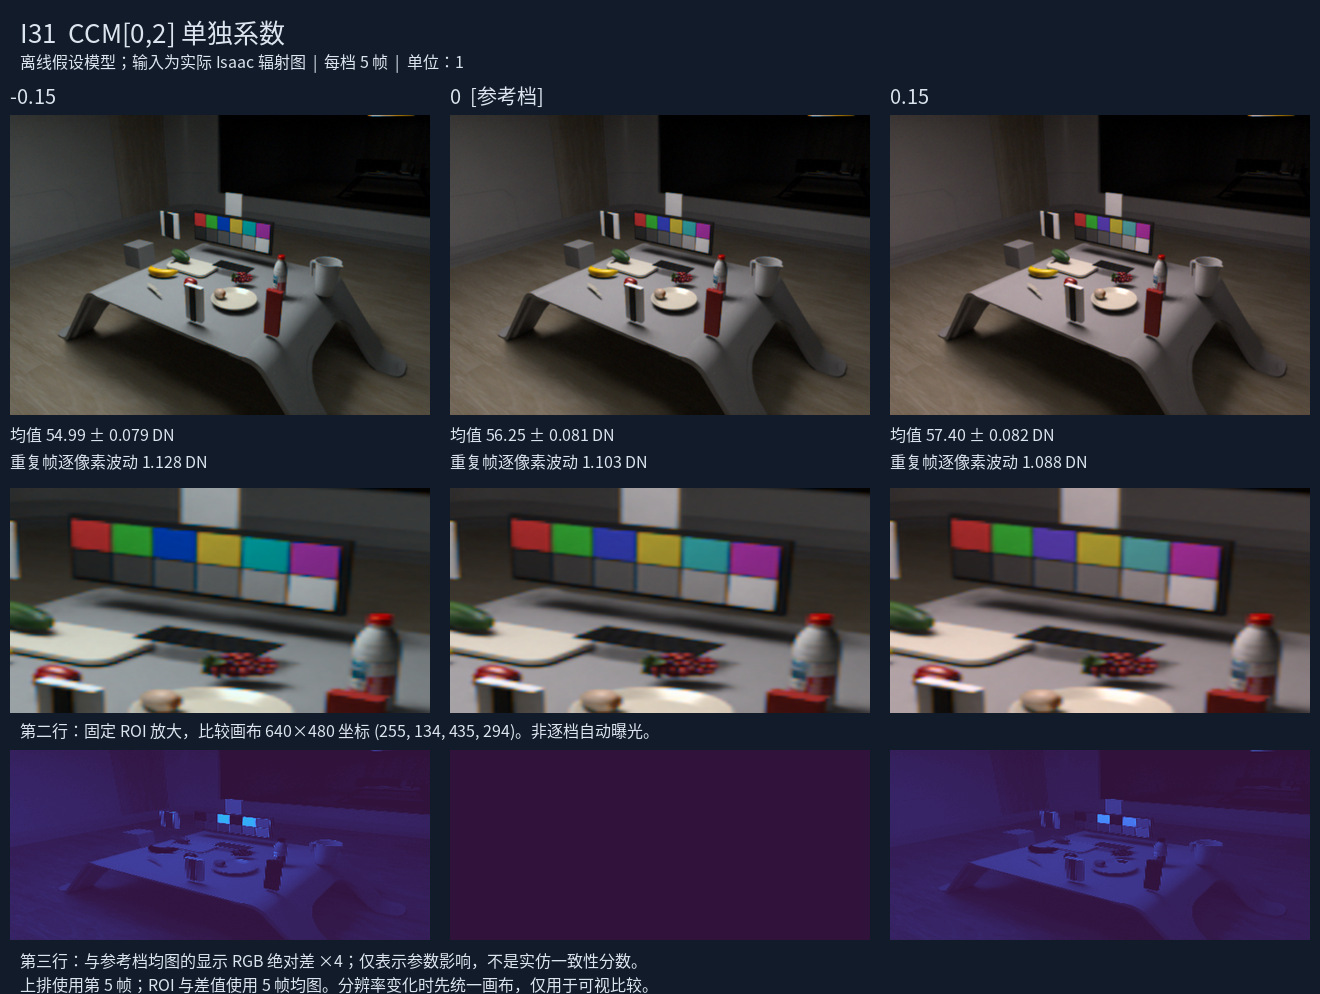 I31 CCM[0,2] 单独系数
离线假设模型；输入为实际 Isaac 辐射图 | 每档 5 帧 | 单位：1
-0.15
0 [参考档]
0.15
均值 54.99 ± 0.079 DN
重复帧逐像素波动 1.128 DN
均值 56.25 ± 0.081 DN
重复帧逐像素波动 1.103 DN
均值 57.40 ± 0.082 DN
重复帧逐像素波动 1.088 DN
第二行：固定 ROI 放大，比较画布 640×480 坐标 (255, 134, 435, 294)。非逐档自动曝光。
第三行：与参考档均图的显示 RGB 绝对差 ×4；仅表示参数影响，不是实仿一致性分数。
上排使用第 5 帧；ROI 与差值使用 5 帧均图。分辨率变化时先统一画布，仅用于可视比较。